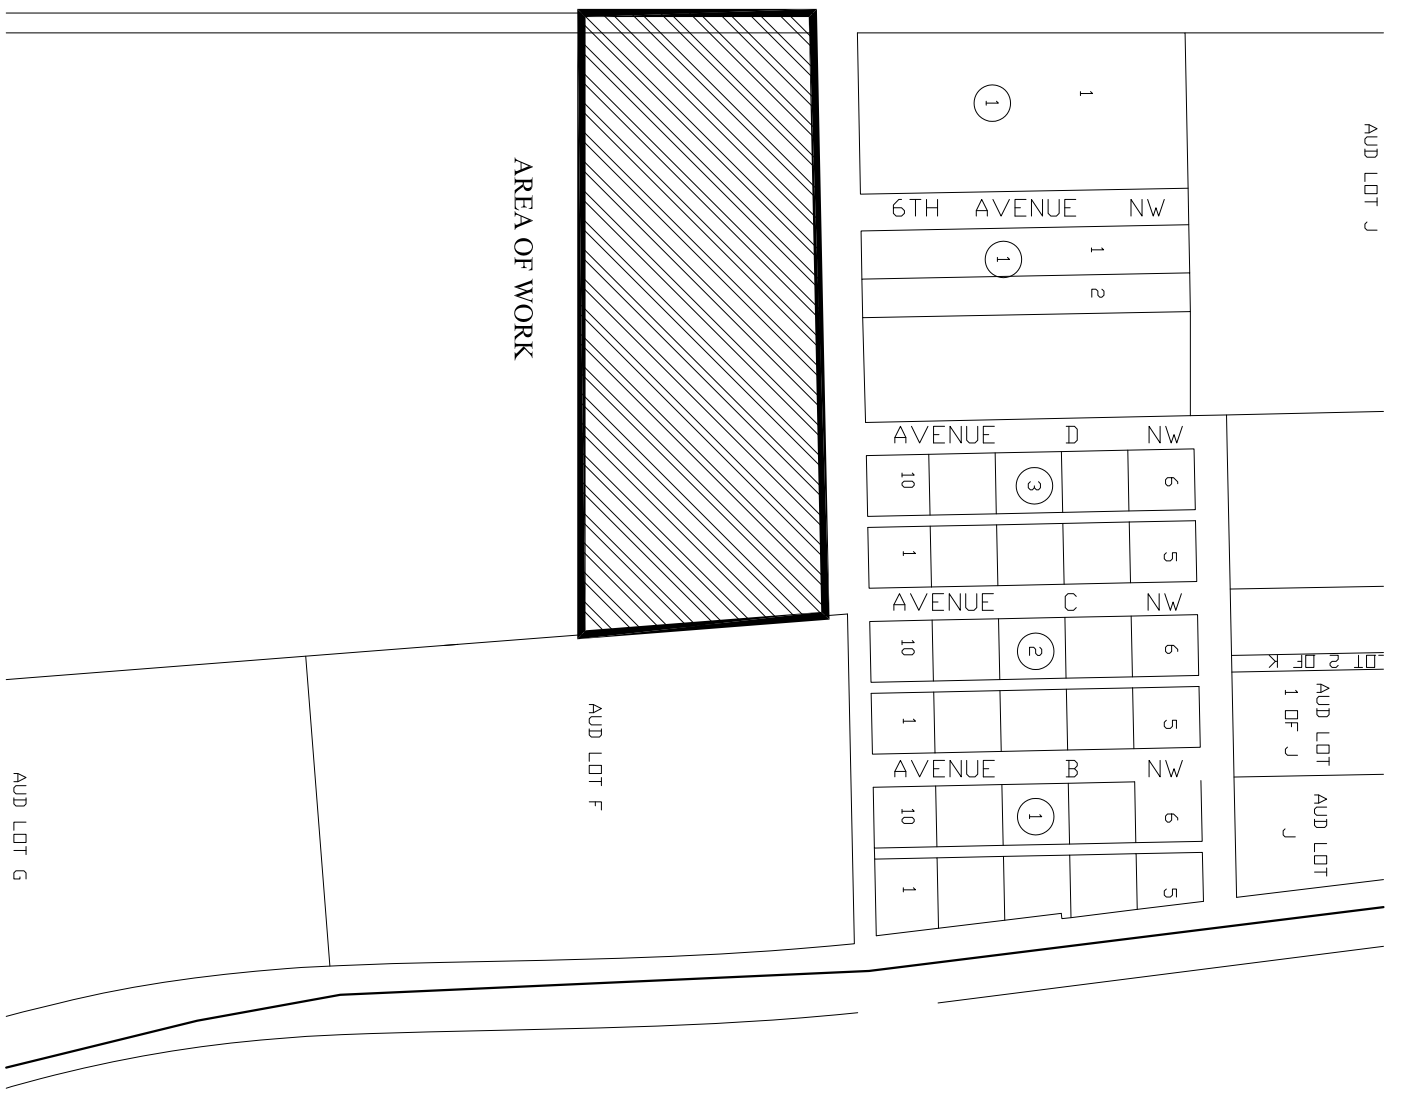 1
1
AUD LOT J
AREA OF WORK
6TH AVENUE NW
1
1
2
AVENUE D NW
10
3
6
1
5
AVENUE C NW
10
2
6
1
5
LOT 2 OF K
AUD LOT
1 OF J
AUD LOT F
AVENUE B NW
10
1
6
1
5
AUD LOT
J
AUD LOT G